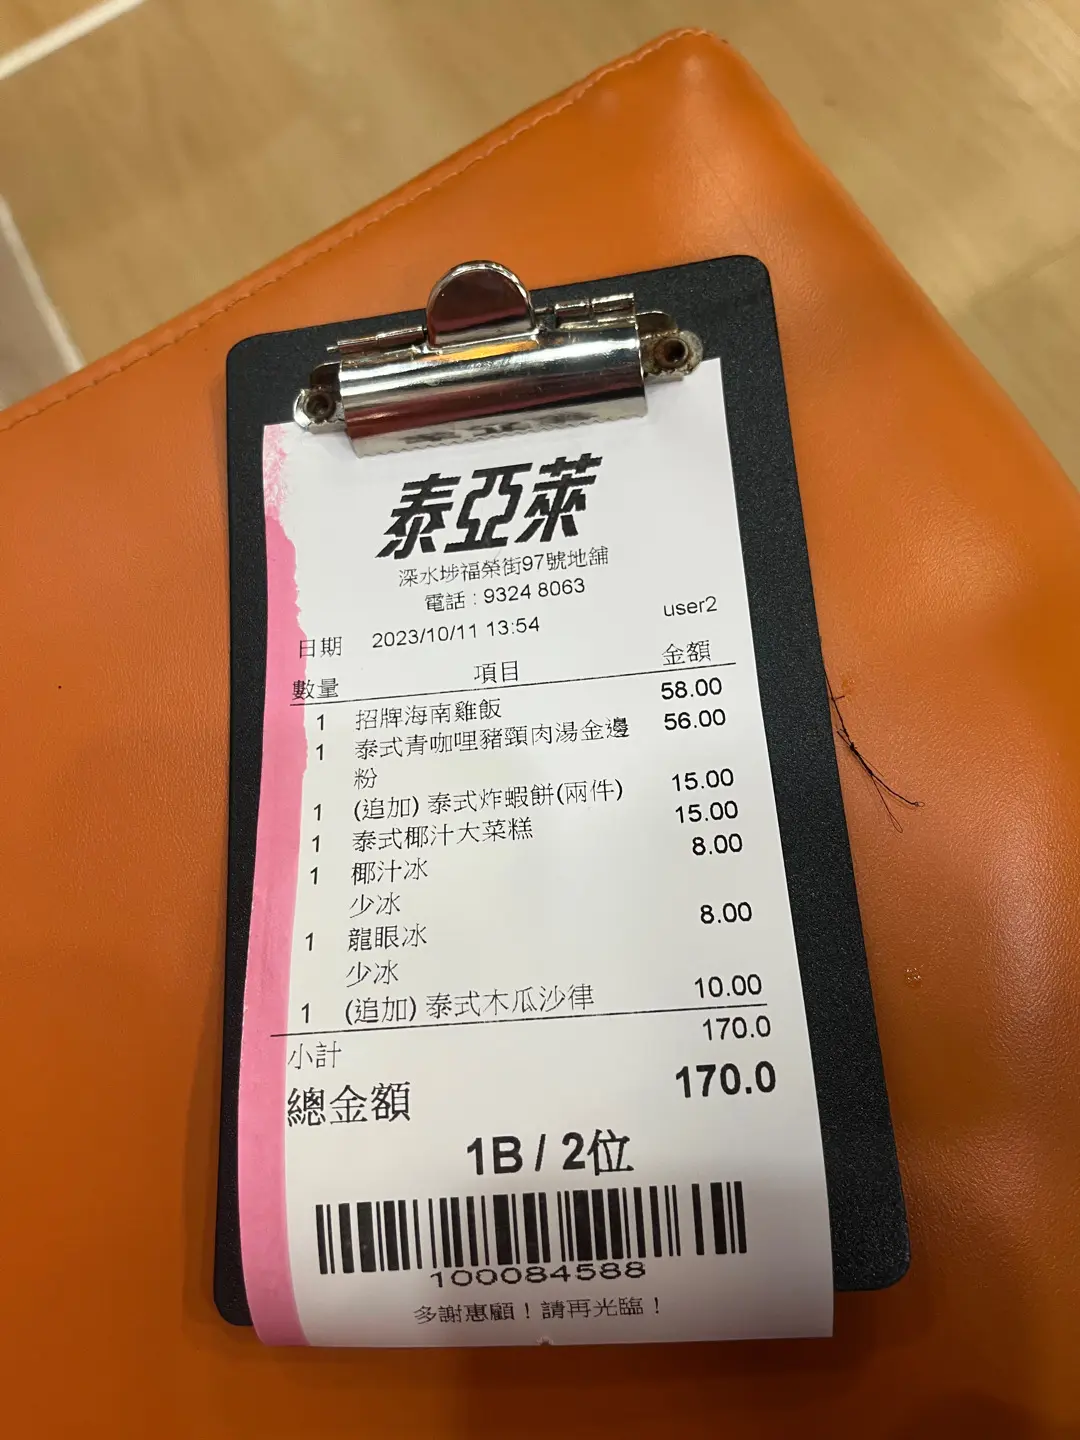 泰亞萊
深水埗福榮街97號地舖
電話 : 9324 8063
日期 2023/10/11 13:54 user2
數量 項目 金額
1 招牌海南雞飯 58.00
1 泰式青咖哩豬頸肉湯金邊 56.00
粉
1 (追加) 泰式炸蝦餅(兩件) 15.00
1 泰式椰汁大菜糕 15.00
1 椰汁冰 8.00
少冰
1 龍眼冰 8.00
少冰
1 (追加) 泰式木瓜沙律 10.00
小計 170.0
總金額 170.0
1B / 2位
100084588
多謝惠顧！請再光臨！